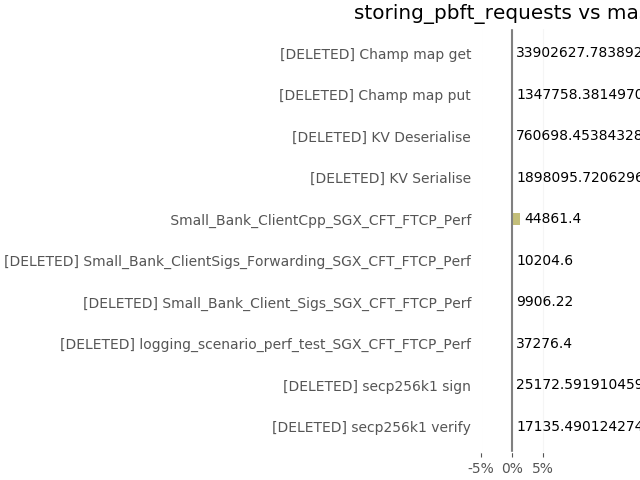 storing_pbft_requests vs ma
[DELETED] Champ map get 33902627.783892
[DELETED] Champ map put 1347758.3814970
[DELETED] KV Deserialise 760698.45384328
[DELETED] KV Serialise 1898095.7206296
Small_Bank_ClientCpp_SGX_CFT_FTCP_Perf 44861.4
[DELETED] Small_Bank_ClientSigs_Forwarding_SGX_CFT_FTCP_Perf 10204.6
[DELETED] Small_Bank_Client_Sigs_SGX_CFT_FTCP_Perf 9906.22
[DELETED] logging_scenario_perf_test_SGX_CFT_FTCP_Perf 37276.4
[DELETED] secp256k1 sign 25172.591910459
[DELETED] secp256k1 verify 17135.490124274
-5% 0% 5%